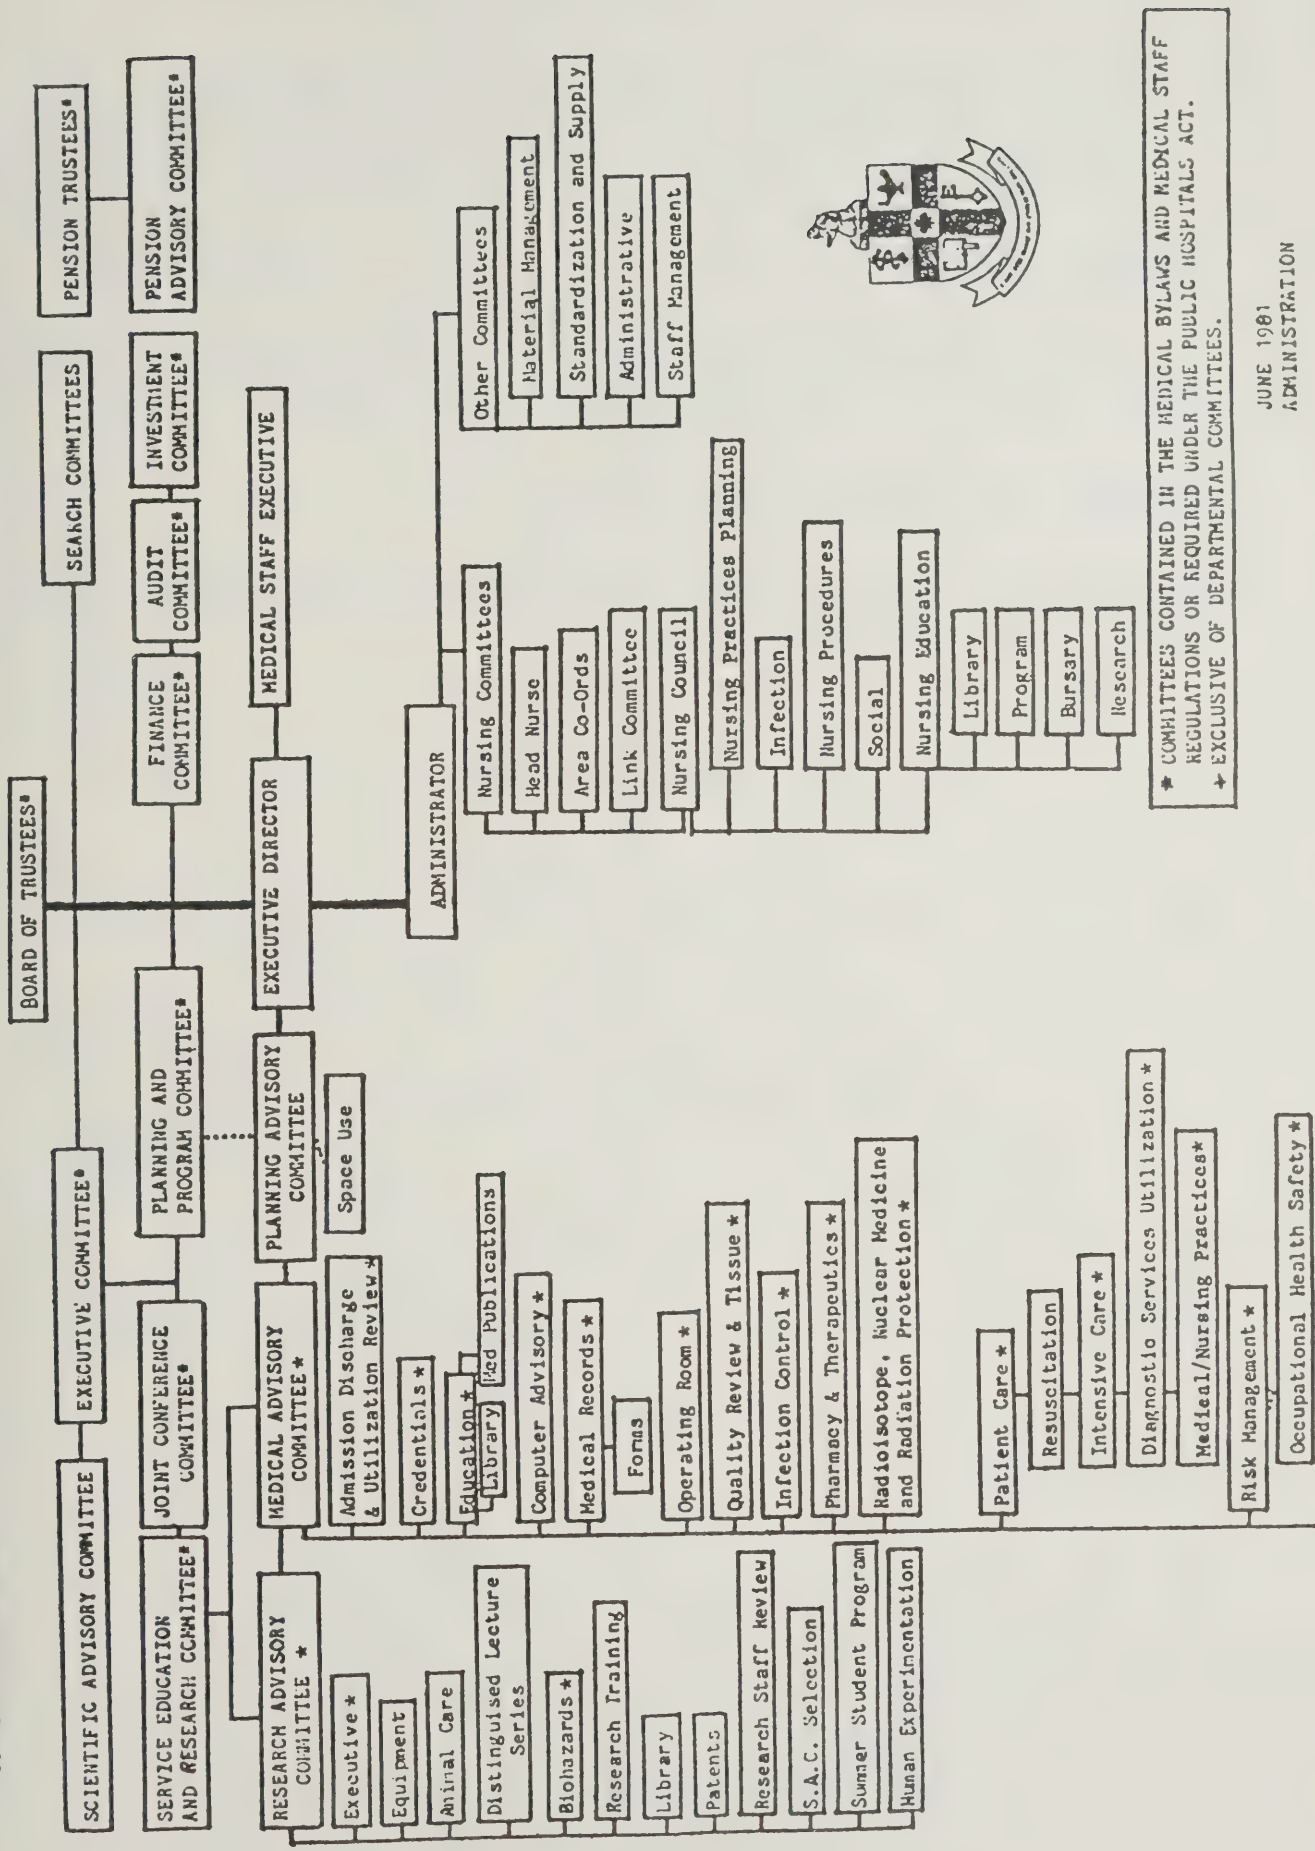 BOARD OF TRUSTEES*
SCIENTIFIC ADVISORY COMMITTEE
EXECUTIVE COMMITTEE*
SEARCH COMMITTEES
PENSION TRUSTEES*
SERVICE EDUCATION
AND RESEARCH COMMITTEE*
JOINT CONFERENCE
COMMITTEE*
PLANNING AND
PROGRAM COMMITTEE*
FINANCE
COMMITTEE*
AUDIT
COMMITTEE*
INVESTMENT
COMMITTEE*
PENSION
ADVISORY COMMITTEE*
RESEARCH ADVISORY
COMMITTEE *
MEDICAL ADVISORY
COMMITTEE *
PLANNING ADVISORY
COMMITTEE
EXECUTIVE DIRECTOR
MEDICAL STAFF EXECUTIVE
Executive *
Equipment
Animal Care
Distinguised Lecture
Series
Biohazards *
Research Training
Library
Patents
Research Staff Review
S.A.C. Selection
Summer Student Program
Human Experimentation
Admission Discharge
& Utilization Review *
Credentials *
Education *
Library
Med Publications
Computer Advisory *
Medical Records *
Forms
Operating Room *
Quality Review & Tissue *
Infection Control *
Pharmacy & Therapeutics *
Radioisotope, Nuclear Medicine
and Radiation Protection *
Patient Care *
Resuscitation
Intensive Care *
Diagnostic Services Utilization *
Medical/Nursing Practices*
Risk Management *
Occupational Health Safety *
Space Use
ADMINISTRATOR
Nursing Committees
Head Nurse
Area Co-Ords
Link Committee
Nursing Council
Nursing Practices Planning
Infection
Nursing Procedures
Social
Nursing Education
Library
Program
Bursary
Research
Other Committees
Material Management
Standardization and Supply
Administrative
Staff Management
* COMMITTEES CONTAINED IN THE MEDICAL BYLAWS AND MEDICAL STAFF
REGULATIONS OR REQUIRED UNDER THE PUBLIC HOSPITALS ACT.
+ EXCLUSIVE OF DEPARTMENTAL COMMITTEES.
JUNE 1981
ADMINISTRATION